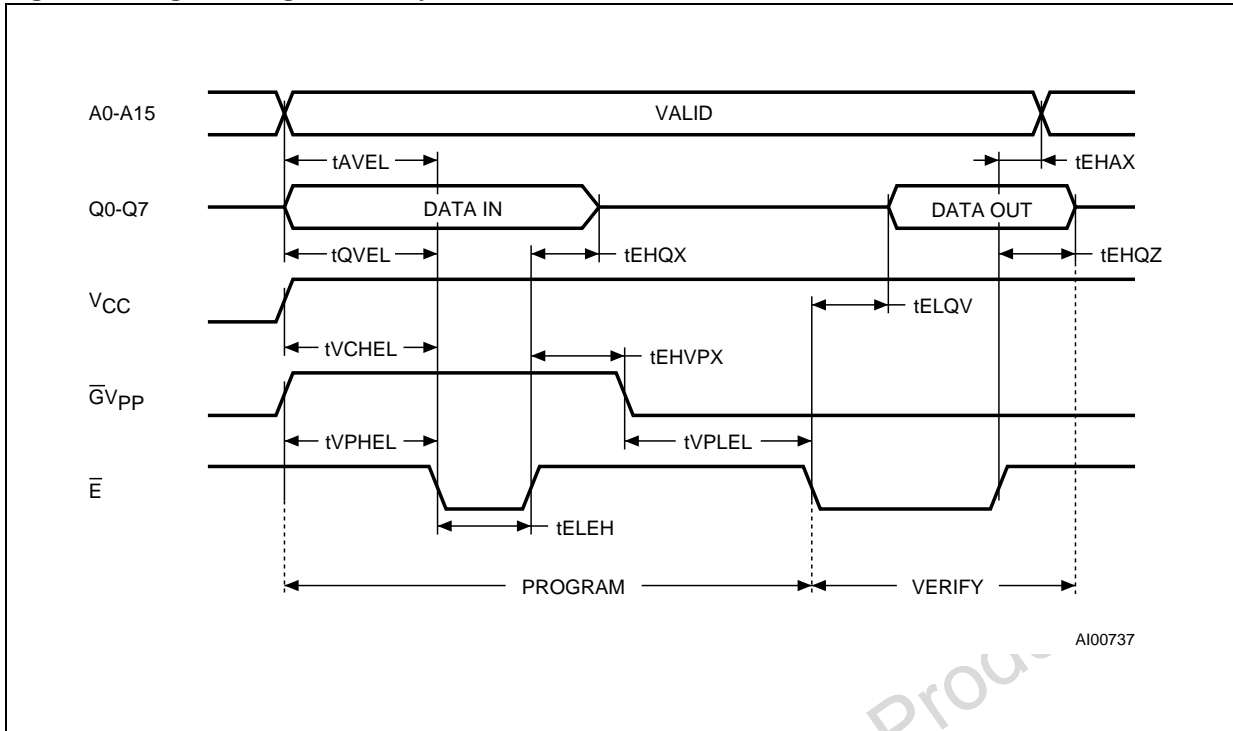 A0-A15
VALID
tAVEL
tEHAX
Q0-Q7
DATA IN
DATA OUT
tQVEL
tEHQX
tEHQZ
VCC
tELQV
tVCHEL
tEHVPX
G̅VPP
tVPHEL
tVPLEL
E̅
tELEH
PROGRAM
VERIFY
AI00737